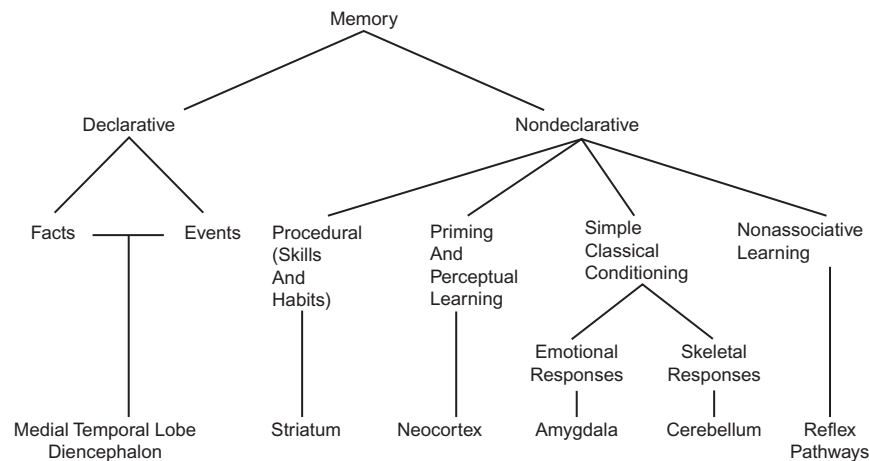 Memory
Declarative
Nondeclarative
Facts
Events
Procedural
(Skills
And
Habits)
Priming
And
Perceptual
Learning
Simple
Classical
Conditioning
Nonassociative
Learning
Emotional
Responses
Skeletal
Responses
Medial Temporal Lobe
Diencephalon
Striatum
Neocortex
Amygdala
Cerebellum
Reflex
Pathways